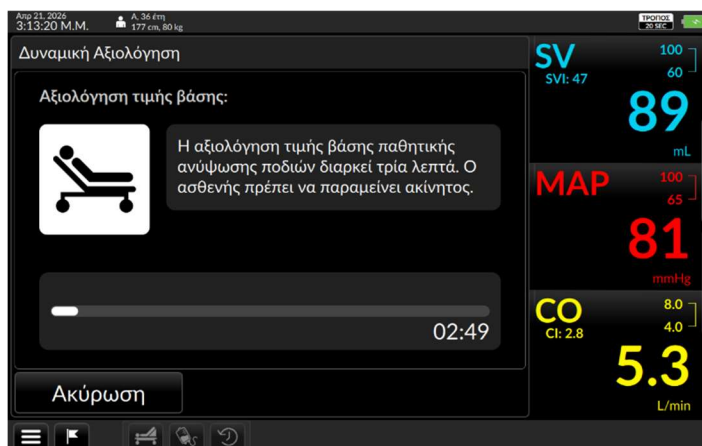 Απρ 21, 2026
3:13:20 Μ.Μ.
Α, 36 έτη
177 cm, 80 kg
ΤΡΟΠΟΣ
20 SEC
Δυναμική Αξιολόγηση
Αξιολόγηση τιμής βάσης:
Η αξιολόγηση τιμής βάσης παθητικής
ανύψωσης ποδιών διαρκεί τρία λεπτά. Ο
ασθενής πρέπει να παραμείνει ακίνητος.
02:49
Ακύρωση
SV
SVI: 47
100
60
89
mL
MAP
100
65
81
mmHg
CO
CI: 2.8
8.0
4.0
5.3
L/min